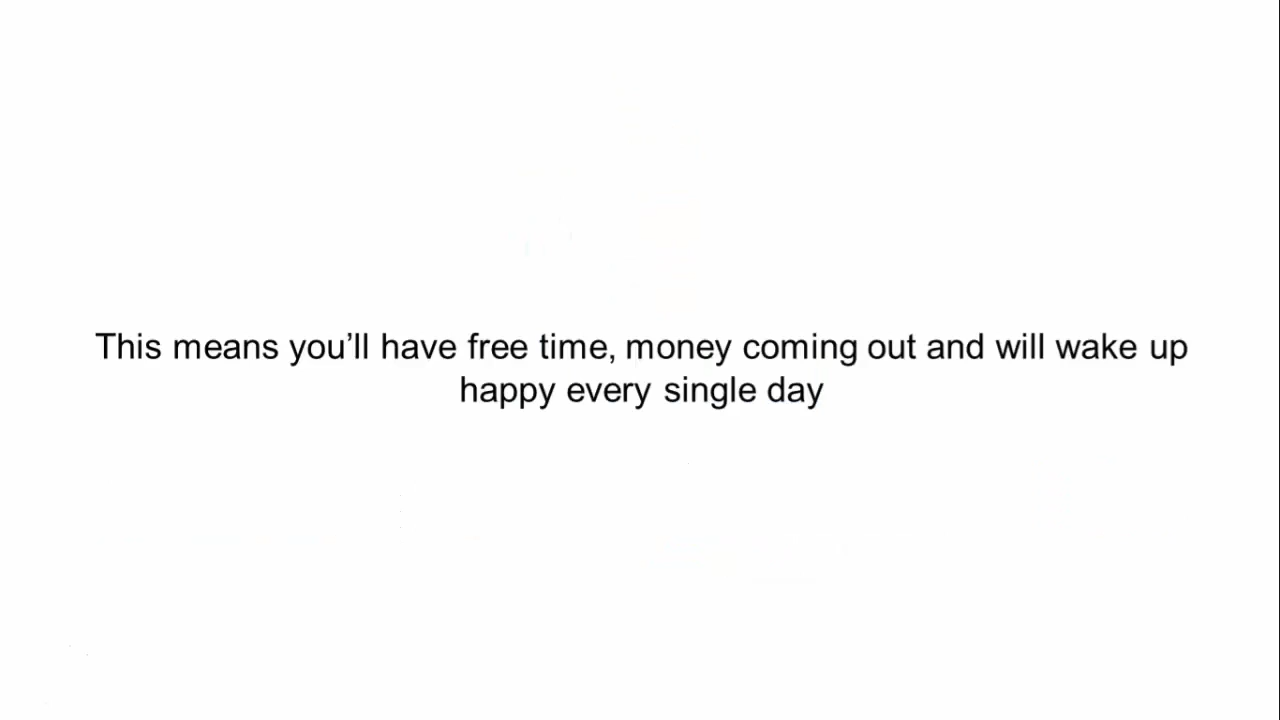 This means you’ll have free time, money coming out and will wake up
happy every single day